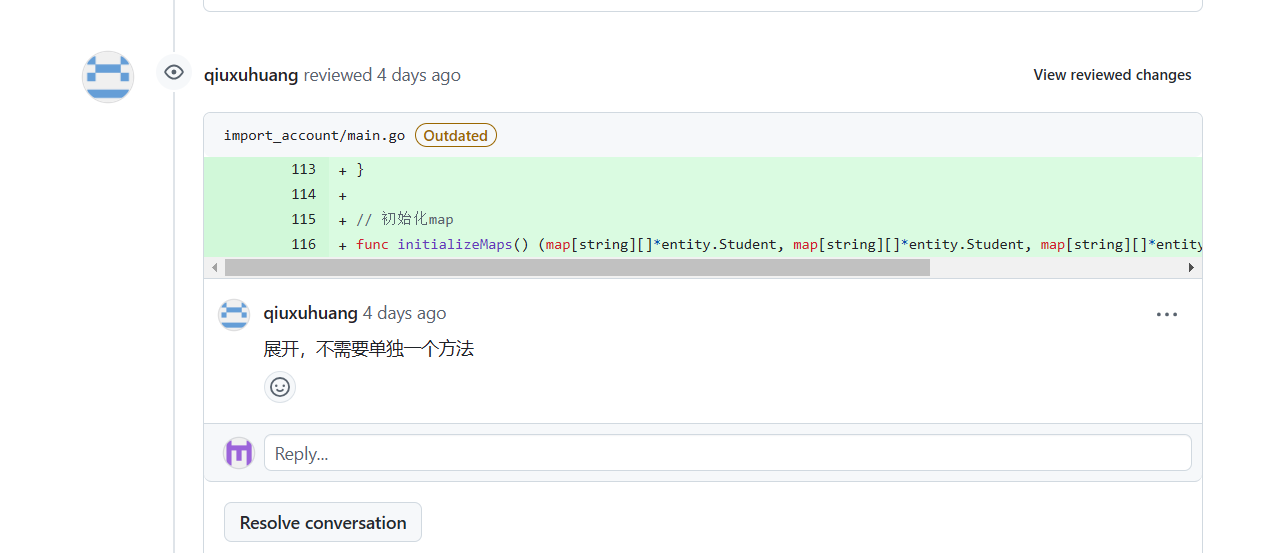 qiuxuhuang reviewed 4 days ago
View reviewed changes
import_account/main.go Outdated
113 + }
114 +
115 + // 初始化map
116 + func initializeMaps() (map[string][]*entity.Student, map[string][]*entity.Student, map[string][]*entity
qiuxuhuang 4 days ago
展开，不需要单独一个方法
Reply...
Resolve conversation